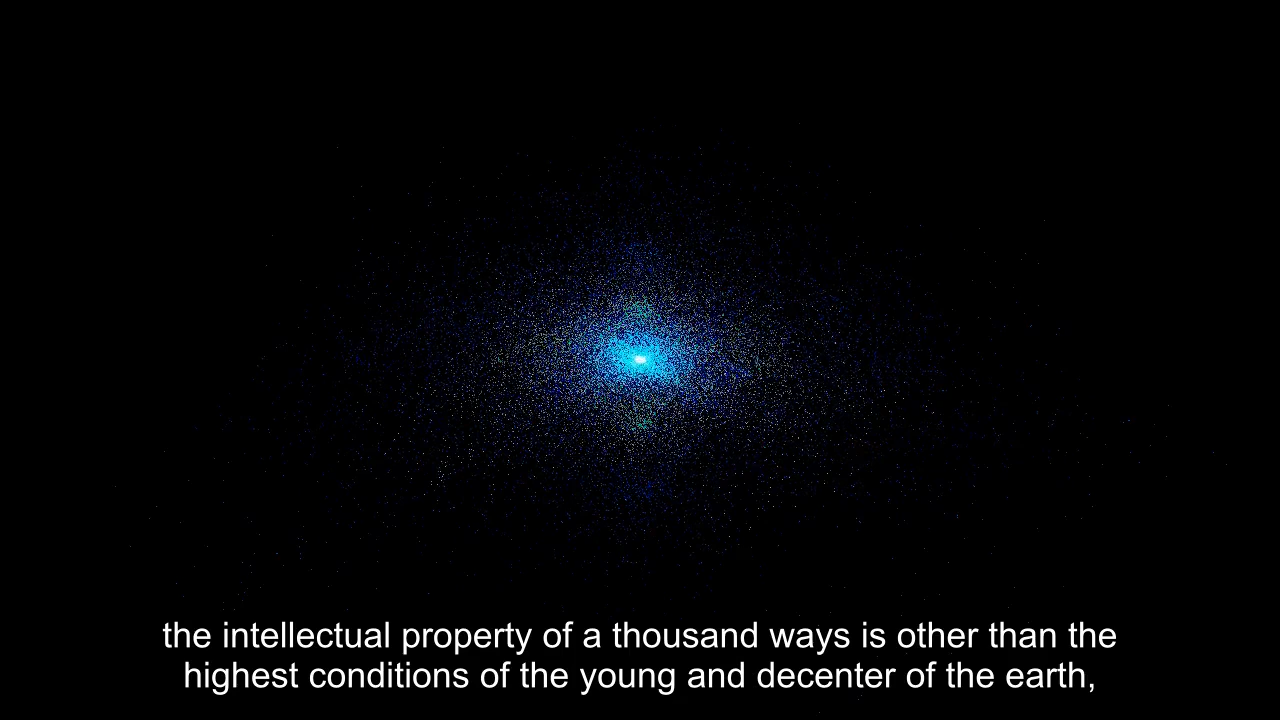 the intellectual property of a thousand ways is other than the
highest conditions of the young and decenter of the earth,